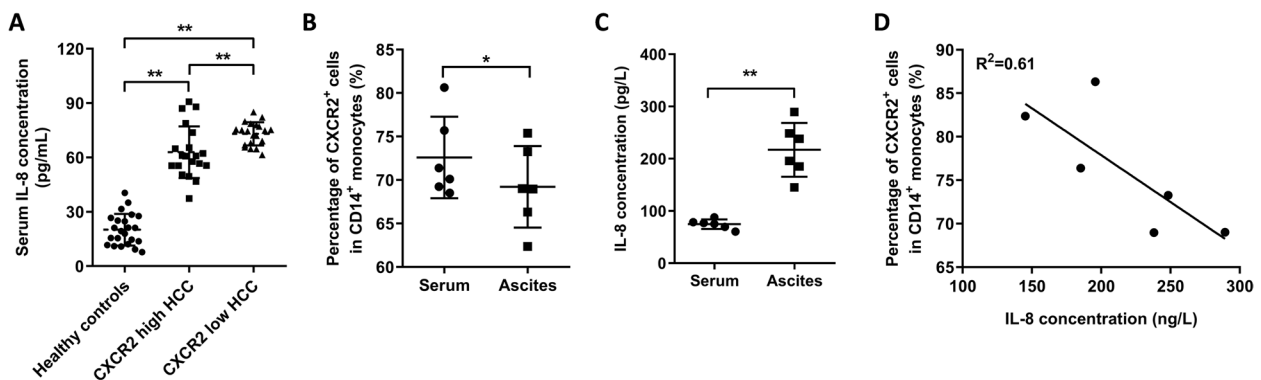 A
Serum IL-8 concentration
(pg/mL)
120
90
60
30
0
**
**
**
Healthy controls
CXCR2 high HCC
CXCR2 low HCC
B
Percentage of CXCR2⁺ cells
in CD14⁺ monocytes (%)
85
80
75
70
65
60
*
Serum
Ascites
C
IL-8 concentration (pg/L)
400
300
200
100
0
**
Serum
Ascites
D
Percentage of CXCR2⁺ cells
in CD14⁺ monocytes (%)
90
85
80
75
70
65
R²=0.61
100
150
200
250
300
IL-8 concentration (ng/L)